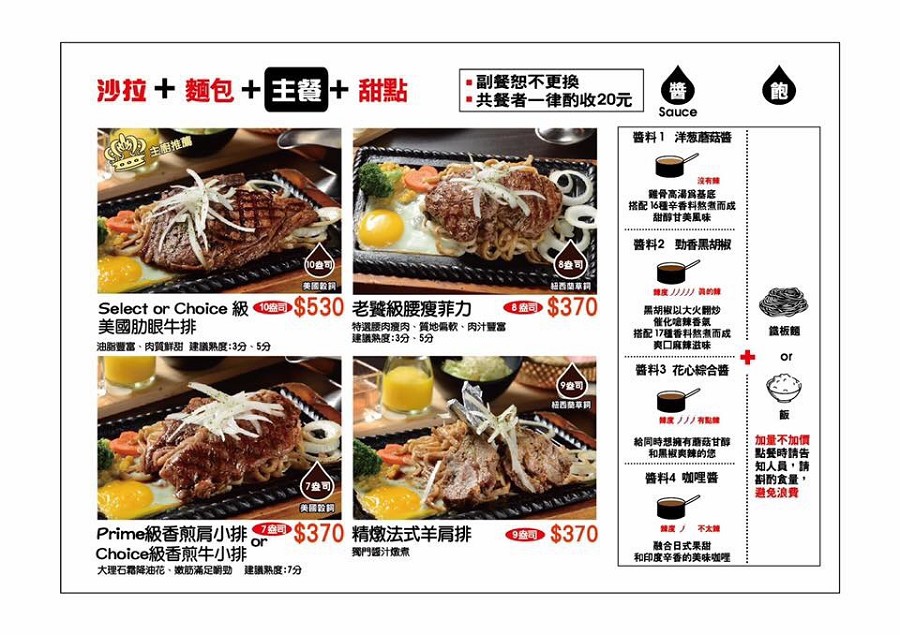 沙拉+麵包+主餐+甜點
副餐恕不更換
共餐者一律酌收20元
醬
Sauce
飽
主廚推薦
10盎司
美國穀飼
Select or Choice 級
美國肋眼牛排
10盎司 $530
油脂豐富、肉質鮮甜 建議熟度:3分、5分
8盎司
紐西蘭草飼
老饕級腰瘦菲力
8盎司 $370
特選腰肉瘦肉、質地偏軟、肉汁豐富
建議熟度:3分、5分
7盎司
美國穀飼
Prime級香煎肩小排
or
Choice級香煎牛小排
7盎司 $370
大理石霜降油花、嫩筋滿足嚼勁 建議熟度:7分
9盎司
紐西蘭草飼
精燉法式羊肩排
9盎司 $370
獨門醬汁燉煮
醬料1 洋葱蘑菇醬
沒有辣
雞骨高湯為基底
搭配16種辛香料熬煮而成
甜醇甘美風味
醬料2 勁香黑胡椒
辣度 ノノノノノ 真的辣
黑胡椒以大火翻炒
催化嗆辣香氣
搭配17種香料熬煮而成
爽口麻辣滋味
醬料3 花心綜合醬
辣度 ノノノ 有點辣
給同時想擁有蘑菇甘醇
和黑椒爽辣的您
醬料4 咖哩醬
辣度 ノ 不太辣
融合日式果甜
和印度辛香的美味咖哩
+
鐵板麵
or
飯
加量不加價
點餐時請告
知人員，請
斟酌食量，
避免浪費